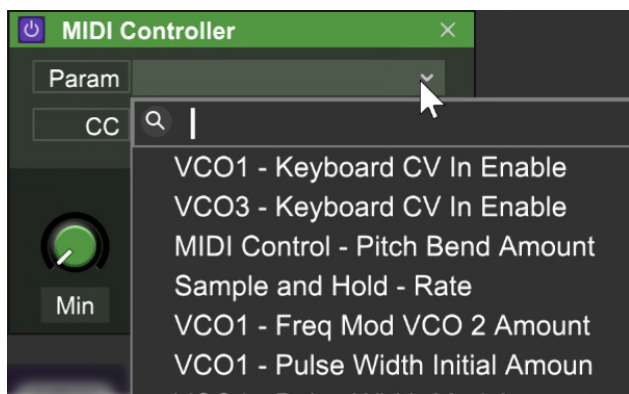 MIDI Controller
Param
CC
VCO1 - Keyboard CV In Enable
VCO3 - Keyboard CV In Enable
MIDI Control - Pitch Bend Amount
Sample and Hold - Rate
VCO1 - Freq Mod VCO 2 Amount
VCO1 - Pulse Width Initial Amoun
Min